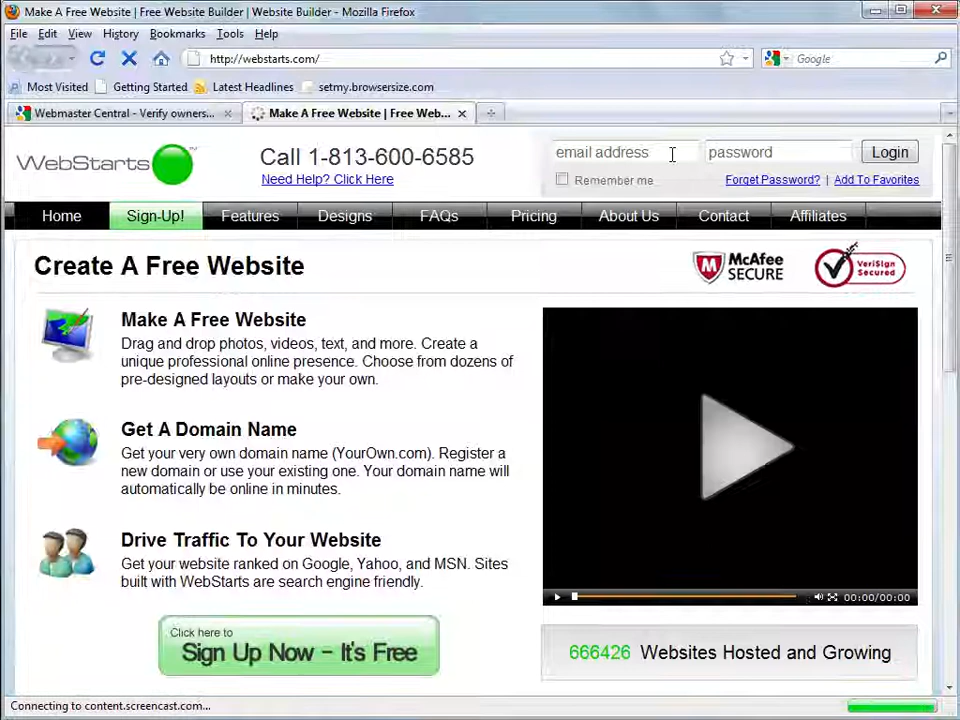 Make A Free Website | Free Website Builder | Website Builder - Mozilla Firefox
File Edit View History Bookmarks Tools Help
http://webstarts.com/
Google
Most Visited Getting Started Latest Headlines setmy.browsersize.com
Webmaster Central - Verify owners...
Make A Free Website | Free Web...
WebStarts
Call 1-813-600-6585
Need Help? Click Here
email address
password
Login
Remember me
Forget Password? | Add To Favorites
Home Sign-Up! Features Designs FAQs Pricing About Us Contact Affiliates
Create A Free Website
McAfee
SECURE
VeriSign
Secured
Make A Free Website
Drag and drop photos, videos, text, and more. Create a
unique professional online presence. Choose from dozens of
pre-designed layouts or make your own.
Get A Domain Name
Get your very own domain name (YourOwn.com). Register a
new domain or use your existing one. Your domain name will
automatically be online in minutes.
Drive Traffic To Your Website
Get your website ranked on Google, Yahoo, and MSN. Sites
built with WebStarts are search engine friendly.
Click here to
Sign Up Now – It's Free
00:00/00:00
666426 Websites Hosted and Growing
Connecting to content.screencast.com...